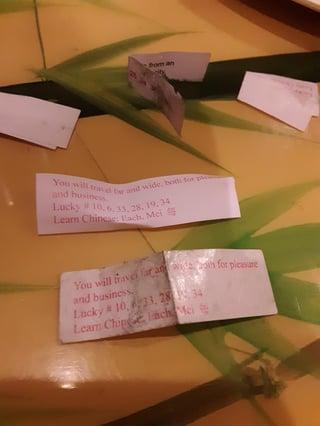 from an
You will travel far and wide, both for pleasure
and business.
Lucky # 10, 6, 33, 28, 19, 34
Learn Chinese: Each, Mei 每
You will travel far and wide, both for pleasure
and business.
Lucky # 10, 6, 33, 28, 19, 34
Learn Chinese: Each, Mei 每